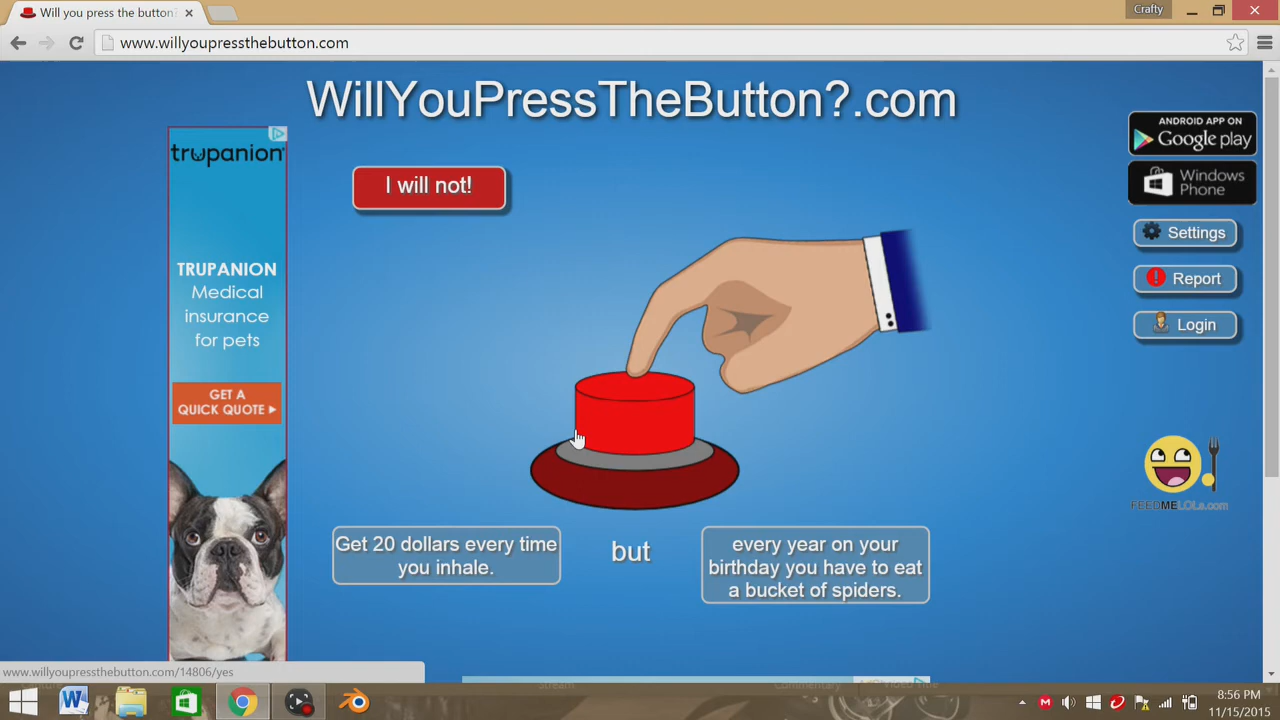 Will you press the button?
Crafty
www.willyoupressthebutton.com
WillYouPressTheButton?.com
trupanion
TRUPANION
Medical
insurance
for pets
GET A
QUICK QUOTE
I will not!
ANDROID APP ON
Google play
Windows
Phone
Settings
Report
Login
FEEDMELOLs.com
Get 20 dollars every time
you inhale.
but
every year on your
birthday you have to eat
a bucket of spiders.
www.willyoupressthebutton.com/14806/yes
Stream
Commentary
8:56 PM
11/15/2015